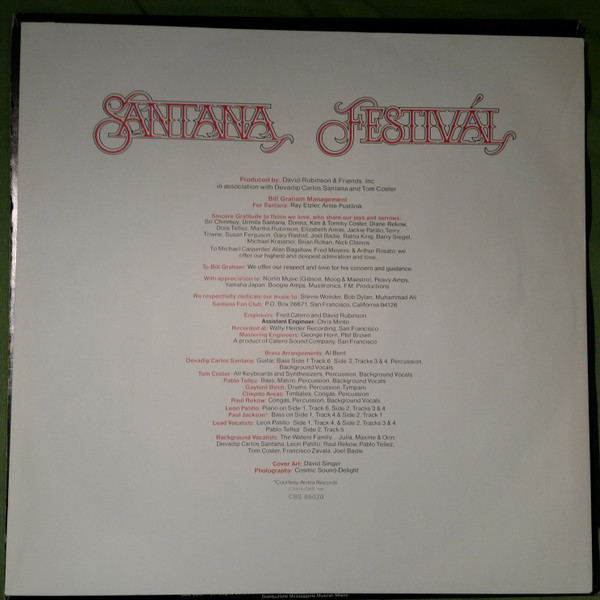 SANTANA FESTIVÁL
Produced by: David Rubinson & Friends, Inc.
in association with Devadip Carlos Santana and Tom Coster
Bill Graham Management
For Santana: Ray Etzler, Arnie Pustilnik
Sincere Gratitude to those we love, who share our joys and sorrows:
Sri Chinmoy, Urmila Santana, Donna, Kim & Tommy Coster, Diane Rekow,
Dora Tellez, Martha Rubinson, Elizabeth Areas, Jackie Patillo, Terry
Towne, Susan Ferguson, Gary Rashid, Joel Badie, Ratna King, Barry Siegel,
Michael Krassner, Brian Rohan, Nick Clainos
To Michael Carpenter, Alan Bagshaw, Fred Meyers, & Arthur Rosato, we
offer our highest and deepest admiration and love.
To Bill Graham: We offer our respect and love for his concern and guidance.
With appreciation to: Norlin Music (Gibson, Moog & Maestro), Heavy Amps,
Yamaha Japan, Boogie Amps, Musitronics, F.M. Productions
We respectfully dedicate our music to: Stevie Wonder, Bob Dylan, Muhammad Ali
Santana Fan Club: P.O. Box 26671, San Francisco, California 94126
Engineers: Fred Catero and David Rubinson
Assistant Engineer: Chris Minto
Recorded at: Wally Heider Recording, San Francisco
Mastering Engineers: George Horn, Phil Brown
A product of Catero Sound Company, San Francisco
Brass Arrangements: Al Bent
Devadip Carlos Santana: Guitar, Bass Side 1 Track 6 Side 2, Tracks 3 & 4, Percussion,
Background Vocals
Tom Coster: All Keyboards and Synthesizers, Percussion, Background Vocals
Pablo Tellez: Bass, Maton, Percussion, Background Vocals
Gaylord Birch: Drums, Percussion, Tympani
Chepito Areas: Timbales, Congas, Percussion
Raul Rekow: Congas, Percussion, Background Vocals
Leon Patillo: Piano on Side 1, Track 6, Side 2, Tracks 3 & 4
Paul Jackson*: Bass on Side 1, Track 4 & Side 2, Track 1
Lead Vocalists: Leon Patillo Side 1, Track 4, & Side 2, Tracks 3 & 4
Pablo Tellez Side 2, Track 5
Background Vocalists: The Waters Family... Julia, Maxine & Orin,
Devadip Carlos Santana, Leon Patillo, Raul Rekow, Pablo Tellez,
Tom Coster, Francisco Zavala, Joel Badie
Cover Art: David Singer
Photography: Cosmic Sound-Delight
*Courtesy Arista Records
CBS 86020
Distribuzione Messaggerie Musicali Milano